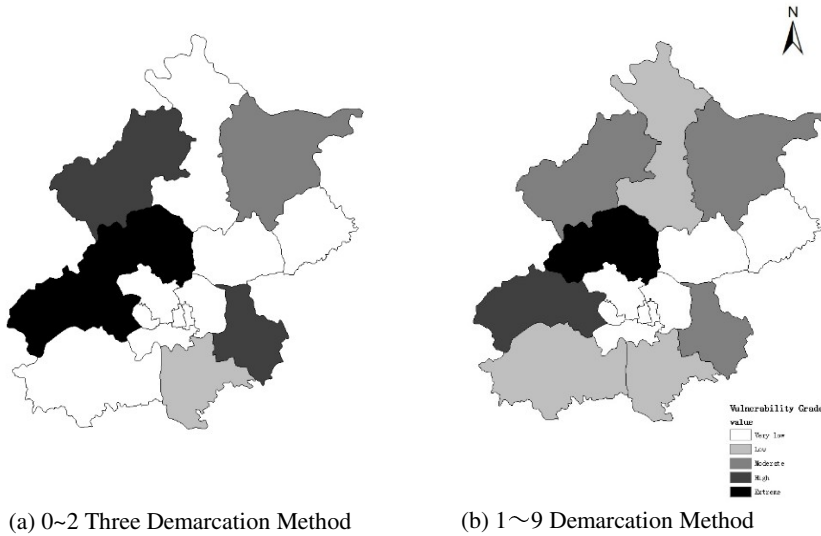 N
Vulnerability Grade
value
Very low
Low
Moderate
High
Extreme
(a) 0~2 Three Demarcation Method
(b) 1～9 Demarcation Method